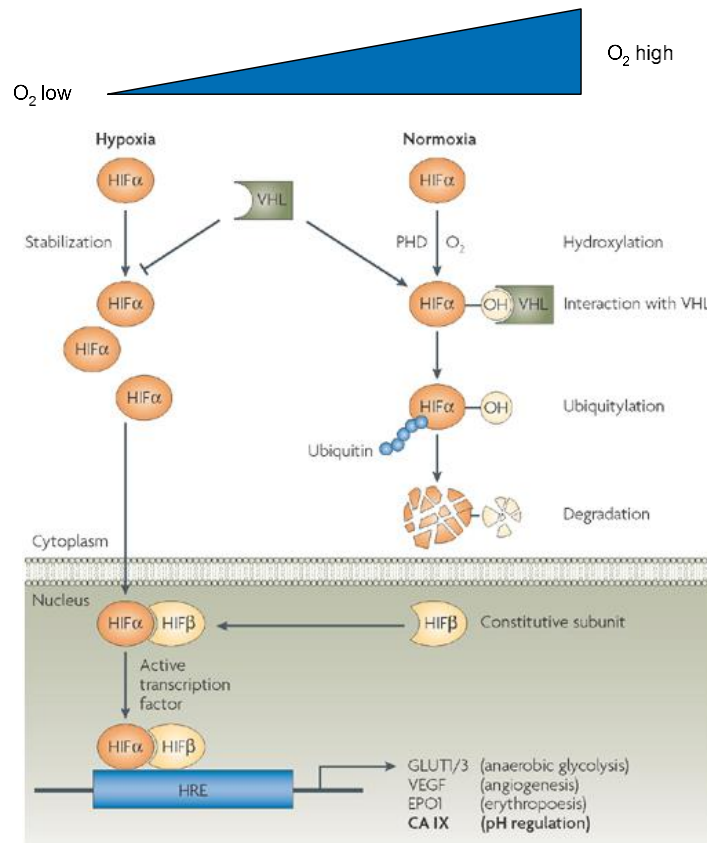 O2 high
O2 low
Hypoxia
Normoxia
HIFα
HIFα
VHL
Stabilization
PHD
O2
Hydroxylation
HIFα
HIFα
OH
VHL
Interaction with VHL
HIFα
HIFα
HIFα
OH
Ubiquitylation
Ubiquitin
Degradation
Cytoplasm
Nucleus
HIFα
HIFβ
HIFβ
Constitutive subunit
Active
transcription
factor
HIFα
HIFβ
HRE
GLUT1/3 (anaerobic glycolysis)
VEGF (angiogenesis)
EPO1 (erythropoesis)
CA IX (pH regulation)